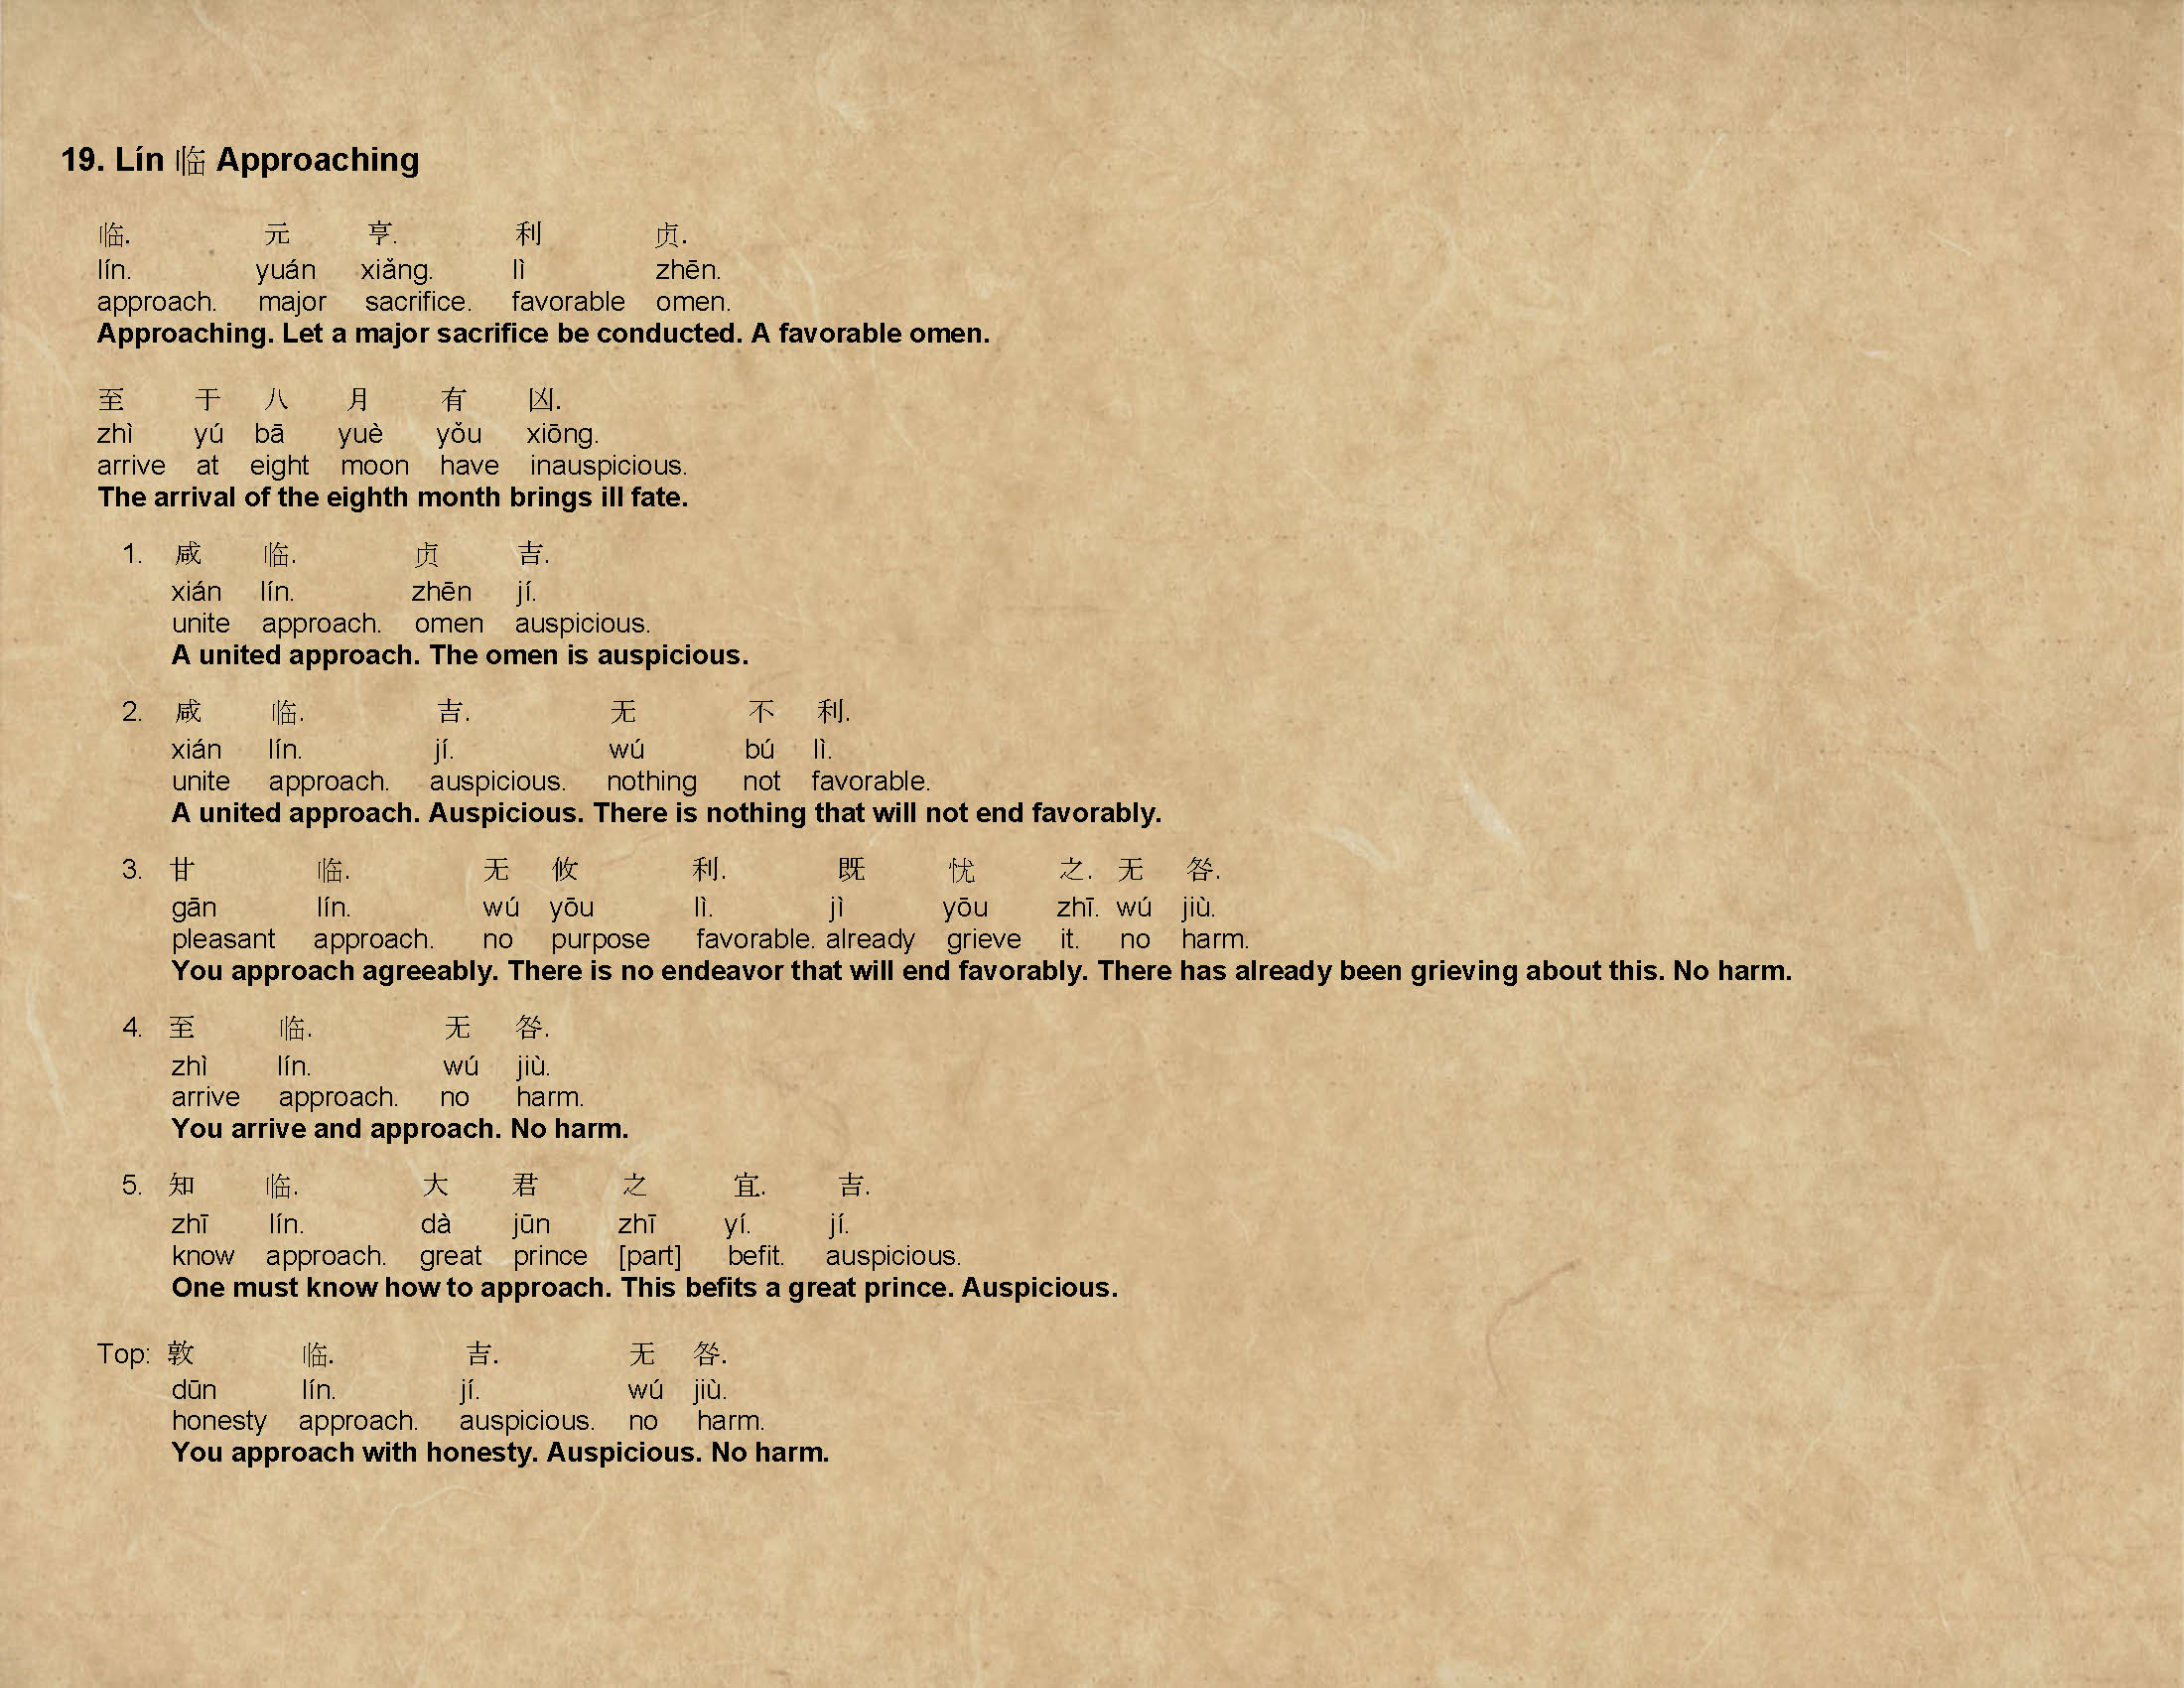 19. Lín 临 Approaching
临. 元 亨. 利 贞.
lín. yuán xiǎng. lì zhēn.
approach. major sacrifice. favorable omen.
Approaching. Let a major sacrifice be conducted. A favorable omen.
至 于 八 月 有 凶.
zhì yú bā yuè yǒu xiōng.
arrive at eight moon have inauspicious.
The arrival of the eighth month brings ill fate.
1. 咸 临. 贞 吉.
xián lín. zhēn jí.
unite approach. omen auspicious.
A united approach. The omen is auspicious.
2. 咸 临. 吉. 无 不 利.
xián lín. jí. wú bú lì.
unite approach. auspicious. nothing not favorable.
A united approach. Auspicious. There is nothing that will not end favorably.
3. 甘 临. 无 攸 利. 既 忧 之. 无 咎.
gān lín. wú yōu lì. jì yōu zhī. wú jiù.
pleasant approach. no purpose favorable. already grieve it. no harm.
You approach agreeably. There is no endeavor that will end favorably. There has already been grieving about this. No harm.
4. 至 临. 无 咎.
zhì lín. wú jiù.
arrive approach. no harm.
You arrive and approach. No harm.
5. 知 临. 大 君 之 宜. 吉.
zhī lín. dà jūn zhī yí. jí.
know approach. great prince [part] befit. auspicious.
One must know how to approach. This befits a great prince. Auspicious.
Top: 敦 临. 吉. 无 咎.
dūn lín. jí. wú jiù.
honesty approach. auspicious. no harm.
You approach with honesty. Auspicious. No harm.